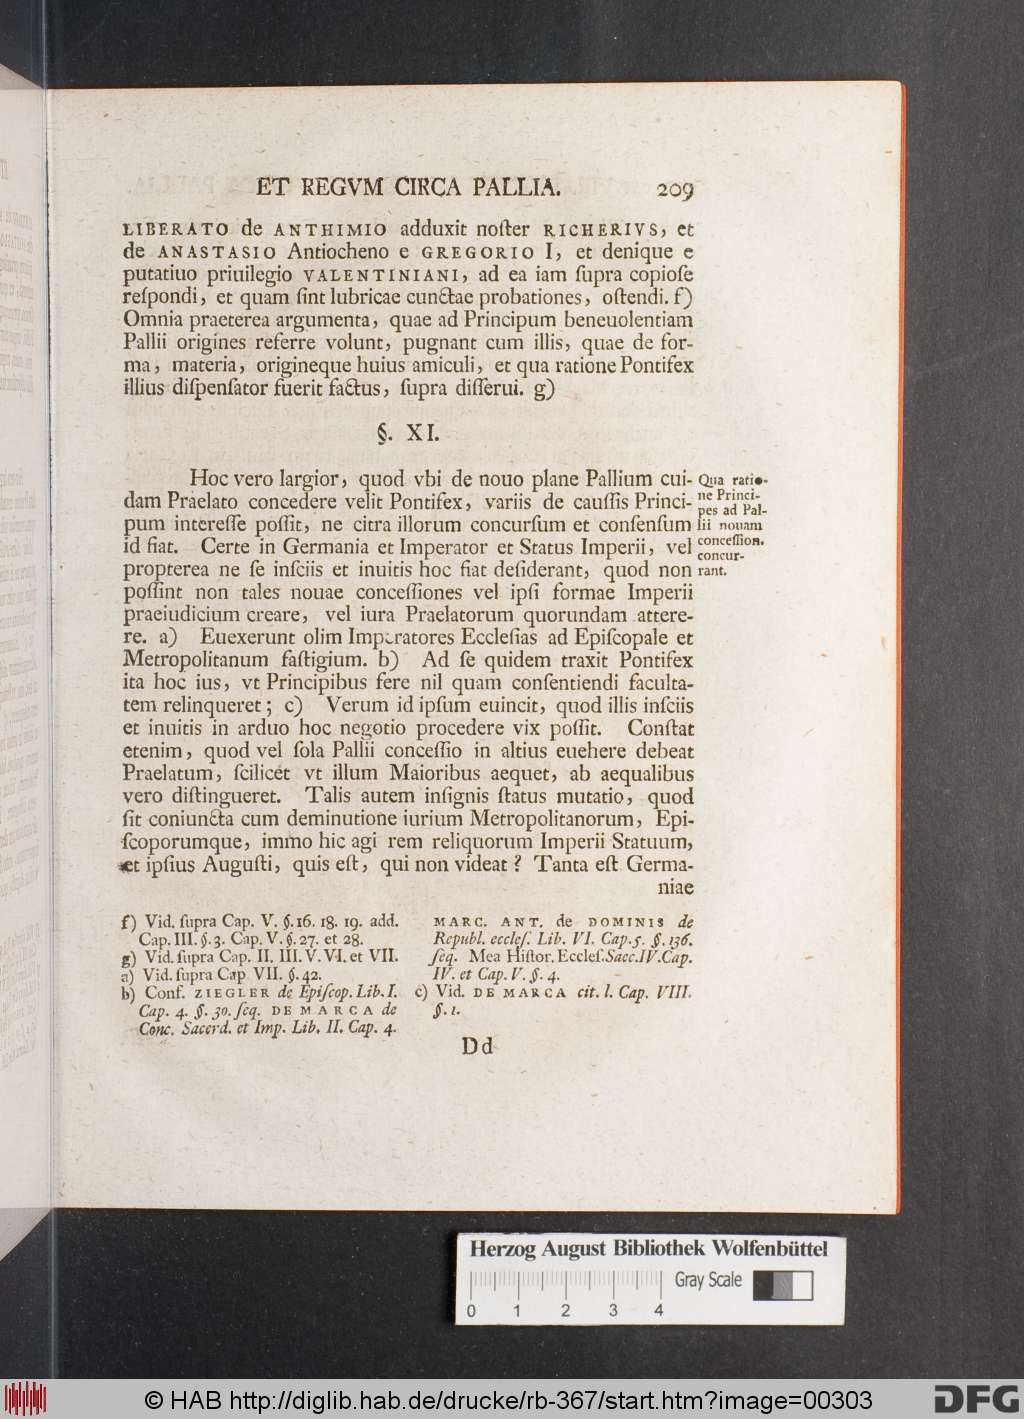 ET REGVM CIRCA PALLIA. 209
LIBERATO de ANTHIMIO adduxit noſter RICHERIVS, et
de ANASTASIO Antiocheno e GREGORIO I, et denique e
putatiuo priuilegio VALENTINIANI, ad ea iam ſupra copioſe
reſpondi, et quam ſint lubricae cunctae probationes, oſtendi. f)
Omnia praeterea argumenta, quae ad Principum beneuolentiam
Pallii origines referre volunt, pugnant cum illis, quae de for-
ma, materia, origineque huius amiculi, et qua ratione Pontifex
illius diſpenſator fuerit factus, ſupra diſſerui. g)
§. XI.
Hoc vero largior, quod vbi de nouo plane Pallium cui-
dam Praelato concedere velit Pontifex, variis de cauſſis Princi-
pum intereſſe poſſit, ne citra illorum concurſum et conſenſum
id fiat. Certe in Germania et Imperator et Status Imperii, vel
propterea ne ſe inſciis et inuitis hoc fiat deſiderant, quod non
poſſint non tales nouae conceſſiones vel ipſi formae Imperii
praeiudicium creare, vel iura Praelatorum quorundam attere-
re. a) Euexerunt olim Imperatores Eccleſias ad Epiſcopale et
Metropolitanum faſtigium. b) Ad ſe quidem traxit Pontifex
ita hoc ius, vt Principibus fere nil quam conſentiendi faculta-
tem relinqueret; c) Verum id ipſum euincit, quod illis inſciis
et inuitis in arduo hoc negotio procedere vix poſſit. Conſtat
etenim, quod vel ſola Pallii conceſſio in altius euehere debeat
Praelatum, ſcilicet vt illum Maioribus aequet, ab aequalibus
vero diſtingueret. Talis autem inſignis ſtatus mutatio, quod
ſit coniuncta cum deminutione iurium Metropolitanorum, Epi-
ſcoporumque, immo hic agi rem reliquorum Imperii Statuum,
et ipſius Auguſti, quis eſt, qui non videat? Tanta eſt Germa-
niae
Qua ratio-
ne Princi-
pes ad Pal-
lii nouam
conceſſion.
concur-
rant.
f) Vid. ſupra Cap. V. §. 16. 18. 19. add.
Cap. III. §. 3. Cap. V. §. 27. et 28.
g) Vid. ſupra Cap. II. III. V. VI. et VII.
a) Vid. ſupra Cap VII. §. 42.
b) Conf. ZIEGLER de Epiſcop. Lib. I.
Cap. 4. §. 30. ſeq. DE MARCA de
Conc. Sacerd. et Imp. Lib. II. Cap. 4.
MARC. ANT. de DOMINIS de
Republ. eccleſ. Lib. VI. Cap. 5. §. 136.
ſeq. Mea Hiſtor. Eccleſ. Saec. IV. Cap.
IV. et Cap. V. §. 4.
c) Vid. DE MARCA cit. l. Cap. VIII.
§. 1.
Dd
Herzog August Bibliothek Wolfenbüttel
Gray Scale
0 1 2 3 4
© HAB http://diglib.hab.de/drucke/rb-367/start.htm?image=00303
DFG